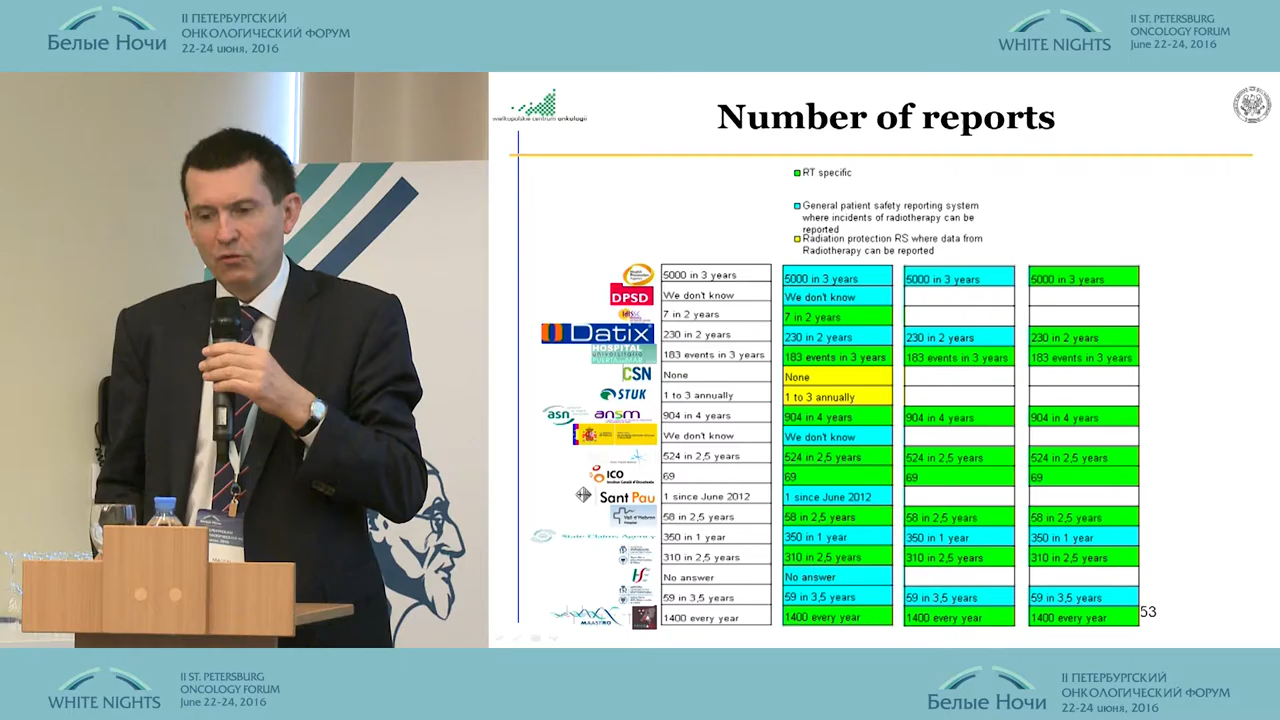 II ПЕТЕРБУРГСКИЙ
ОНКОЛОГИЧЕСКИЙ ФОРУМ
Белые Ночи
22-24 июня, 2016
II ST. PETERSBURG
ONCOLOGY FORUM
WHITE NIGHTS
June 22-24, 2016
wielkopolskie centrum onkologii
Number of reports
RT specific
General patient safety reporting system
where incidents of radiotherapy can be
reported
Radiation protection RS where data from
Radiotherapy can be reported
5000 in 3 years 5000 in 3 years 5000 in 3 years 5000 in 3 years
DPSD We don't know We don't know
7 in 2 years 7 in 2 years
Datix 230 in 2 years 230 in 2 years 230 in 2 years 230 in 2 years
HOSPITAL
universitario
PUERTA DEL MAR 183 events in 3 years 183 events in 3 years 183 events in 3 years 183 events in 3 years
CSN None None
STUK 1 to 3 annually 1 to 3 annually
asn ansm 904 in 4 years 904 in 4 years 904 in 4 years 904 in 4 years
We don't know We don't know
524 in 2,5 years 524 in 2,5 years 524 in 2,5 years 524 in 2,5 years
ICO 69 69 69 69
Sant Pau 1 since June 2012 1 since June 2012
58 in 2,5 years 58 in 2,5 years 58 in 2,5 years 58 in 2,5 years
State Claims Agency 350 in 1 year 350 in 1 year 350 in 1 year 350 in 1 year
310 in 2,5 years 310 in 2,5 years 310 in 2,5 years 310 in 2,5 years
No answer No answer
59 in 3,5 years 59 in 3,5 years 59 in 3,5 years 59 in 3,5 years
MAASTRO 1400 every year 1400 every year 1400 every year 1400 every year
53
II ST. PETERSBURG
ONCOLOGY FORUM
WHITE NIGHTS
June 22-24, 2016
II ПЕТЕРБУРГСКИЙ
ОНКОЛОГИЧЕСКИЙ ФОРУМ
Белые Ночи
22-24 июня, 2016